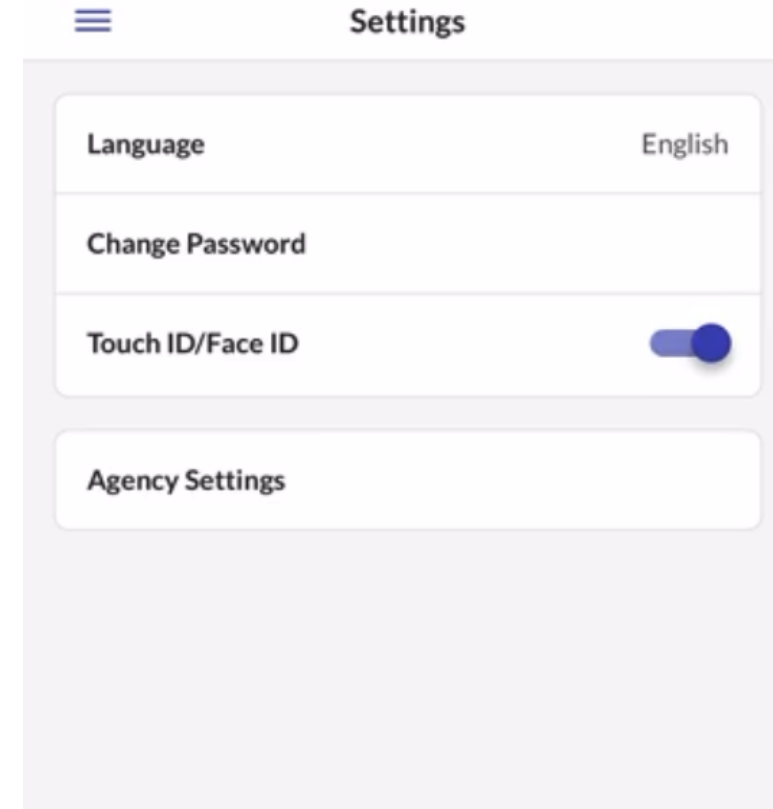 Settings
Language English
Change Password
Touch ID/Face ID
Agency Settings